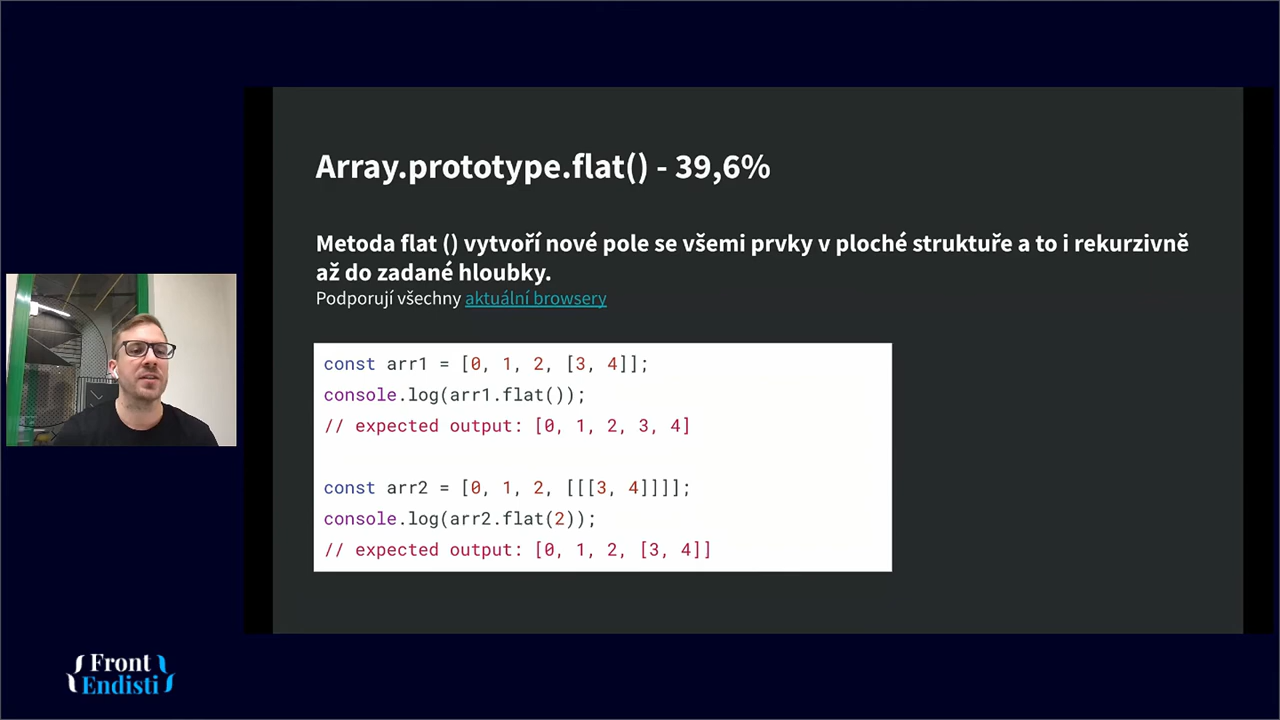 Array.prototype.flat() - 39,6%
Metoda flat () vytvoří nové pole se všemi prvky v ploché struktuře a to i rekurzivně
až do zadané hloubky.
Podporují všechny aktuální browsery
const arr1 = [0, 1, 2, [3, 4]];
console.log(arr1.flat());
// expected output: [0, 1, 2, 3, 4]
const arr2 = [0, 1, 2, [[[3, 4]]]];
console.log(arr2.flat(2));
// expected output: [0, 1, 2, [3, 4]]
Front
Endisti